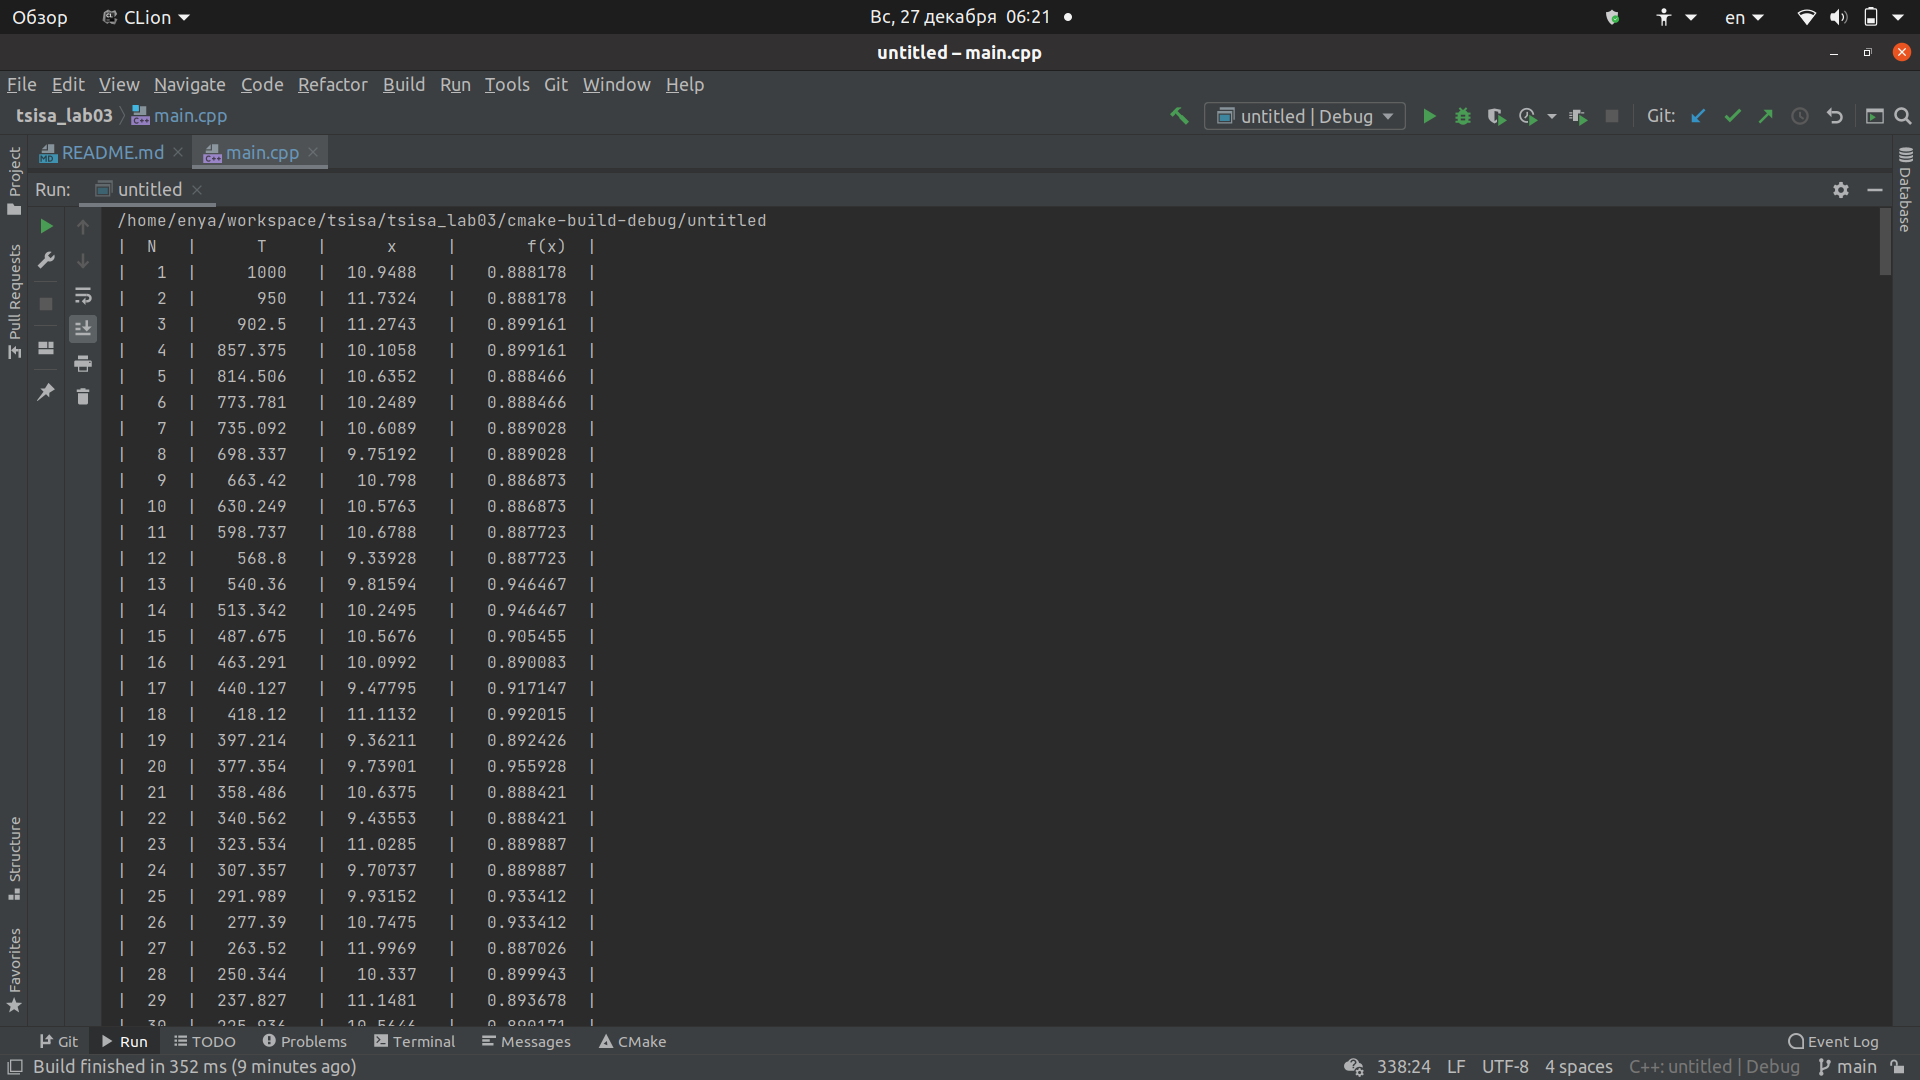 Обзор CLion Вс, 27 декабря 06:21 en
untitled – main.cpp
File Edit View Navigate Code Refactor Build Run Tools Git Window Help
tsisa_lab03 main.cpp untitled | Debug Git:
README.md main.cpp
Run: untitled
Project
Pull Requests
Structure
Favorites
Database
/home/enya/workspace/tsisa/tsisa_lab03/cmake-build-debug/untitled
| N | T | x | f(x) |
| 1 | 1000 | 10.9488 | 0.888178 |
| 2 | 950 | 11.7324 | 0.888178 |
| 3 | 902.5 | 11.2743 | 0.899161 |
| 4 | 857.375 | 10.1058 | 0.899161 |
| 5 | 814.506 | 10.6352 | 0.888466 |
| 6 | 773.781 | 10.2489 | 0.888466 |
| 7 | 735.092 | 10.6089 | 0.889028 |
| 8 | 698.337 | 9.75192 | 0.889028 |
| 9 | 663.42 | 10.798 | 0.886873 |
| 10 | 630.249 | 10.5763 | 0.886873 |
| 11 | 598.737 | 10.6788 | 0.887723 |
| 12 | 568.8 | 9.33928 | 0.887723 |
| 13 | 540.36 | 9.81594 | 0.946467 |
| 14 | 513.342 | 10.2495 | 0.946467 |
| 15 | 487.675 | 10.5676 | 0.905455 |
| 16 | 463.291 | 10.0992 | 0.890083 |
| 17 | 440.127 | 9.47795 | 0.917147 |
| 18 | 418.12 | 11.1132 | 0.992015 |
| 19 | 397.214 | 9.36211 | 0.892426 |
| 20 | 377.354 | 9.73901 | 0.955928 |
| 21 | 358.486 | 10.6375 | 0.888421 |
| 22 | 340.562 | 9.43553 | 0.888421 |
| 23 | 323.534 | 11.0285 | 0.889887 |
| 24 | 307.357 | 9.70737 | 0.889887 |
| 25 | 291.989 | 9.93152 | 0.933412 |
| 26 | 277.39 | 10.7475 | 0.933412 |
| 27 | 263.52 | 11.9969 | 0.887026 |
| 28 | 250.344 | 10.337 | 0.899943 |
| 29 | 237.827 | 11.1481 | 0.893678 |
| 30 | 225.936 | 10.5646 | 0.890171 |
Git Run TODO Problems Terminal Messages CMake Event Log
Build finished in 352 ms (9 minutes ago) 338:24 LF UTF-8 4 spaces C++: untitled | Debug main